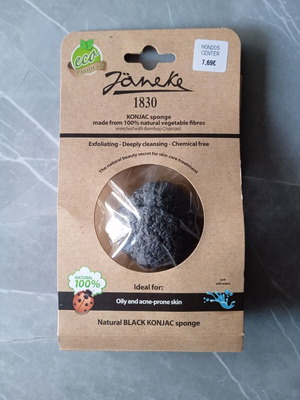 eco
HONDOS
CENTER
7,69€
Jäneke
1830
KONJAC sponge
made from 100% natural vegetable fibres
enriched with Bamboo Charcoal
Exfoliating - Deeply cleansing - Chemical free
The natural beauty secret for skin care treatment!
NATURAL
100%
Ideal for:
Oily and acne-prone skin
Natural BLACK KONJAC sponge